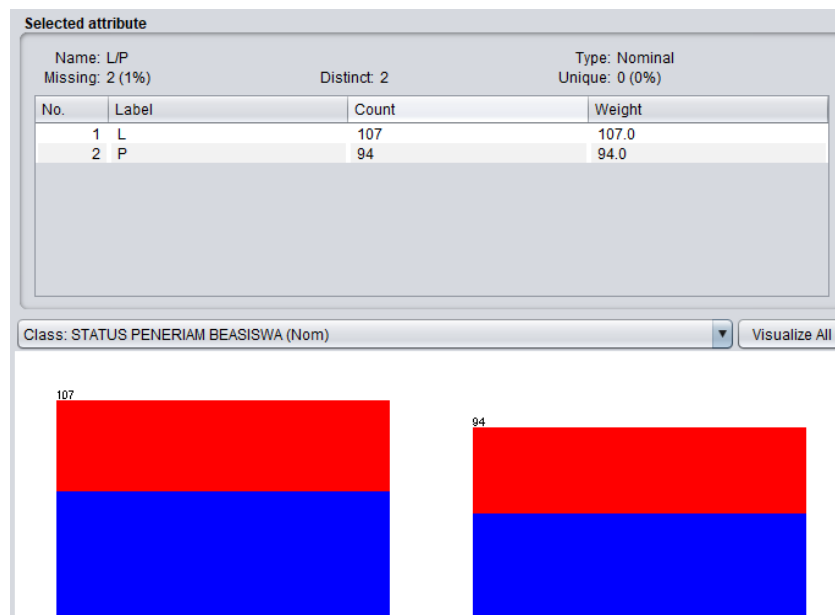 Selected attribute
Name: L/P Type: Nominal
Missing: 2 (1%) Distinct: 2 Unique: 0 (0%)
No. Label Count Weight
1 L 107 107.0
2 P 94 94.0
Class: STATUS PENERIAM BEASISWA (Nom) Visualize All
107
94